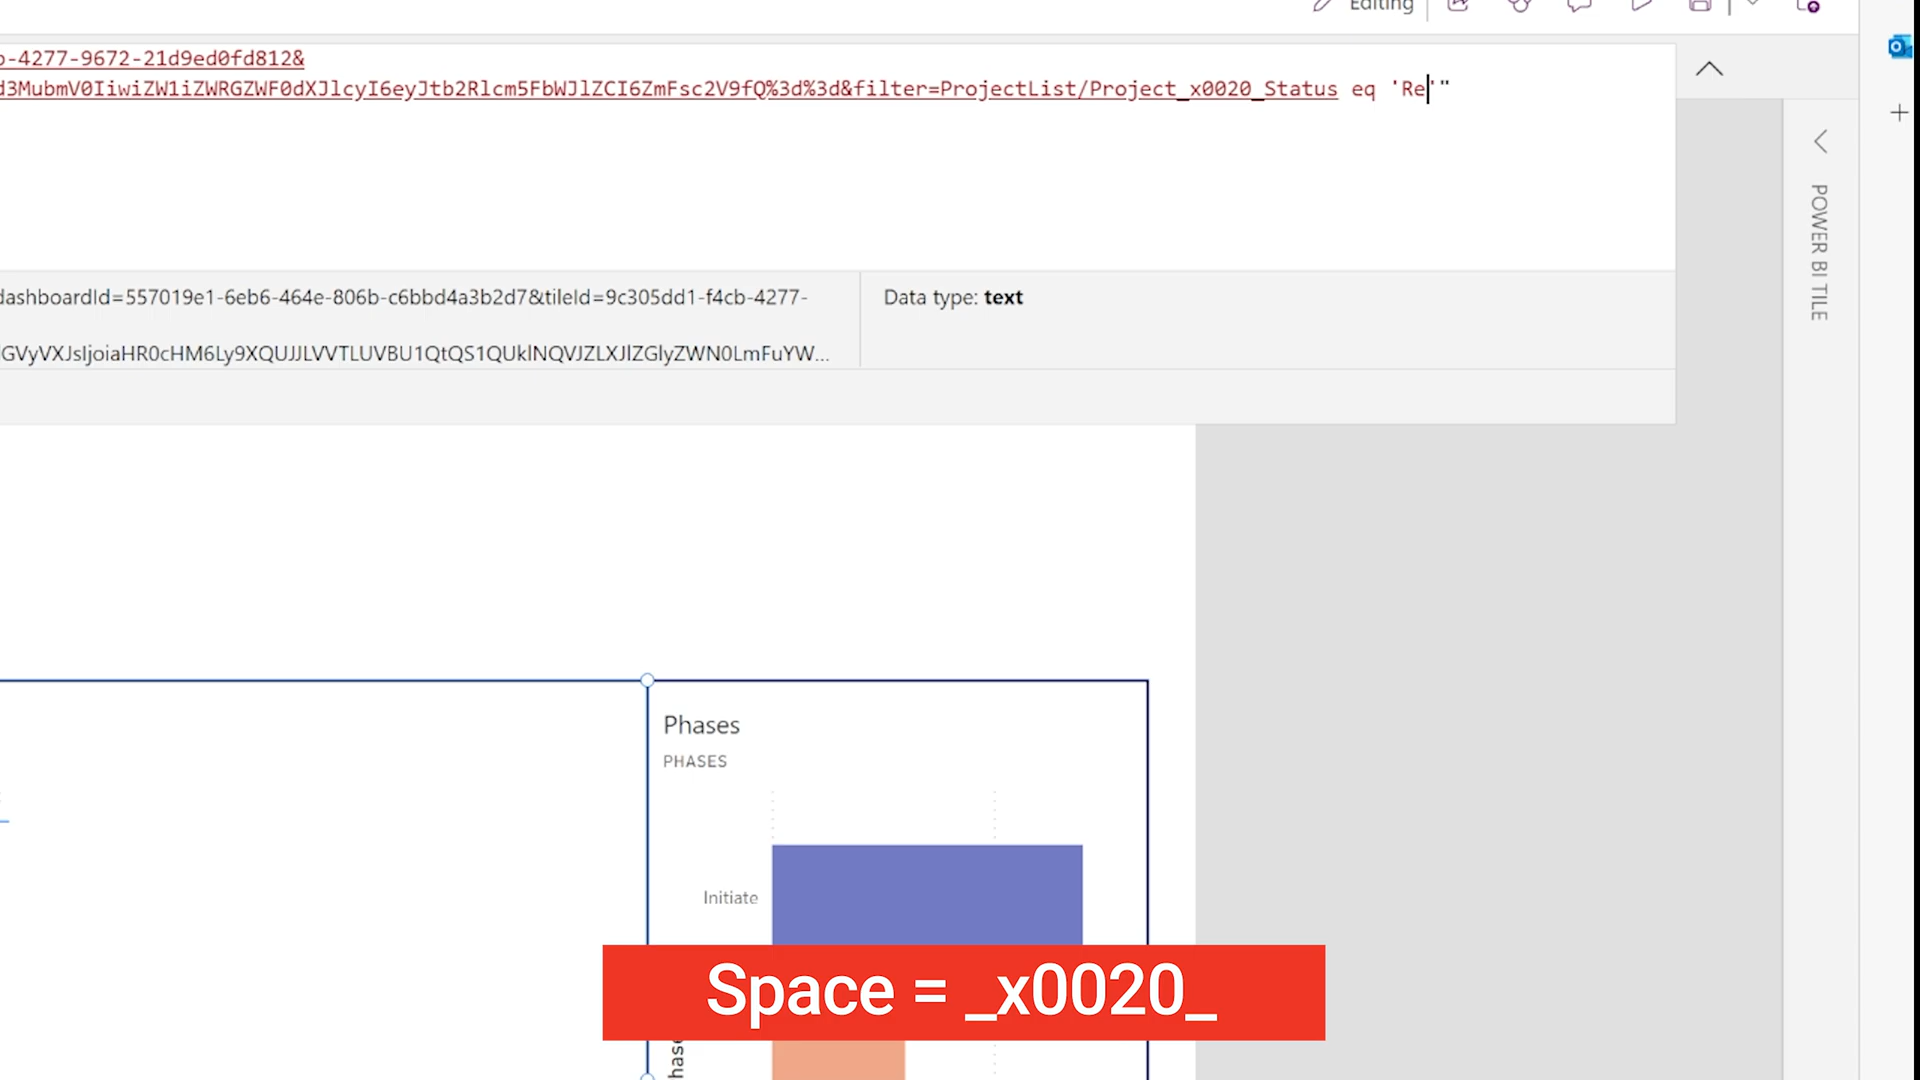 Editing
-4277-9672-21d9ed0fd812&
d3MubmV0IiwiZW1iZWRGZWF0dXJlcyI6eyJtb2Rlcm5FbWJlZCI6ZmFsc2V9fQ%3d%3d&filter=ProjectList/Project_x0020_Status eq 'Re'"
POWER BI TILE
dashboardId=557019e1-6eb6-464e-806b-c6bbd4a3b2d7&tileId=9c305dd1-f4cb-4277-
Data type: text
GVyVXJsIjoiaHR0cHM6Ly9XQUJJLVVTLUVBU1QtQS1QUklNQVJZLXJlZGlyZWN0LmFuYW...
Phases
PHASES
Initiate
Space = _x0020_